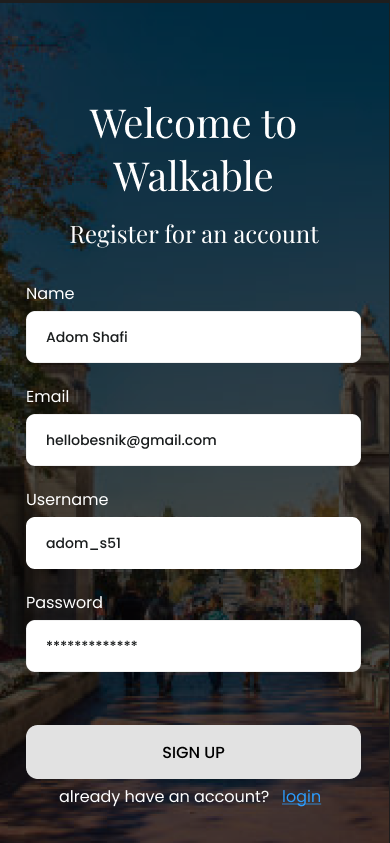 Welcome to
Walkable
Register for an account
Name
Adom Shafi
Email
hellobesnik@gmail.com
Username
adom_s51
Password
*************
SIGN UP
already have an account? login